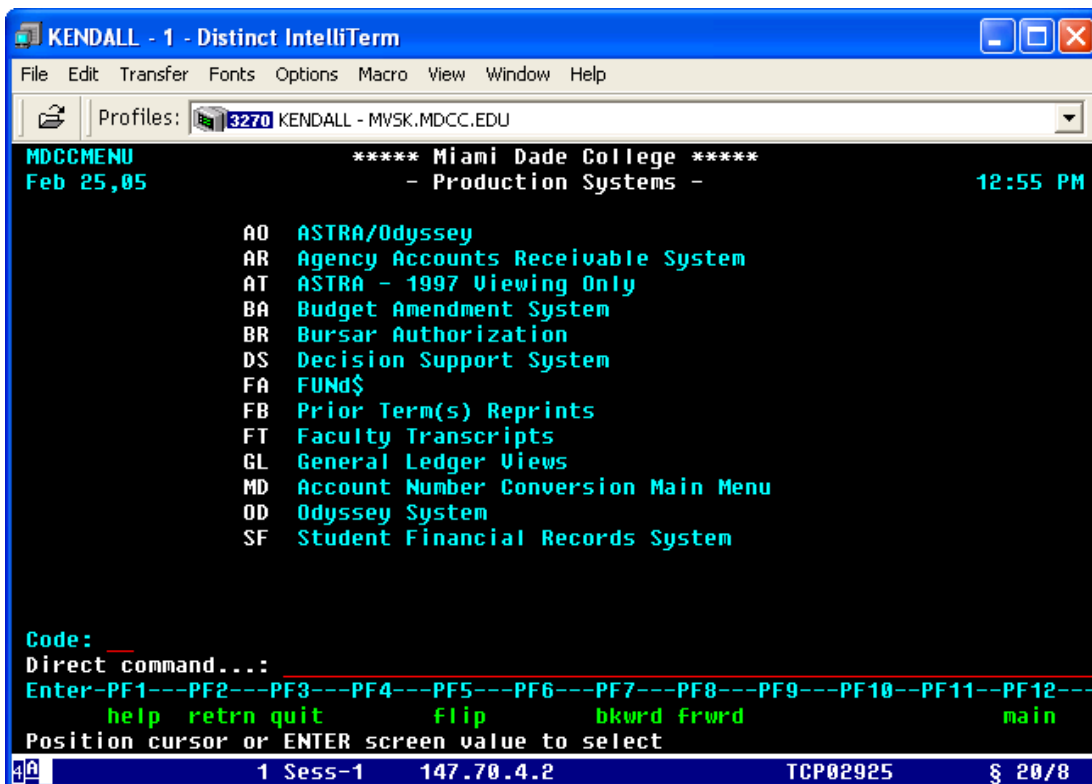 KENDALL - 1 - Distinct IntelliTerm
File Edit Transfer Fonts Options Macro View Window Help
Profiles: 3270 KENDALL - MVSK.MDCC.EDU
MDCCMENU ***** Miami Dade College *****
Feb 25,05 - Production Systems - 12:55 PM
AO ASTRA/Odyssey
AR Agency Accounts Receivable System
AT ASTRA - 1997 Viewing Only
BA Budget Amendment System
BR Bursar Authorization
DS Decision Support System
FA FUNd$
FB Prior Term(s) Reprints
FT Faculty Transcripts
GL General Ledger Views
MD Account Number Conversion Main Menu
OD Odyssey System
SF Student Financial Records System
Code: __
Direct command...:
Enter-PF1---PF2---PF3---PF4---PF5---PF6---PF7---PF8---PF9---PF10--PF11--PF12---
help retrn quit flip bkwrd frwrd main
Position cursor or ENTER screen value to select
4A 1 Sess-1 147.70.4.2 TCP02925 § 20/8